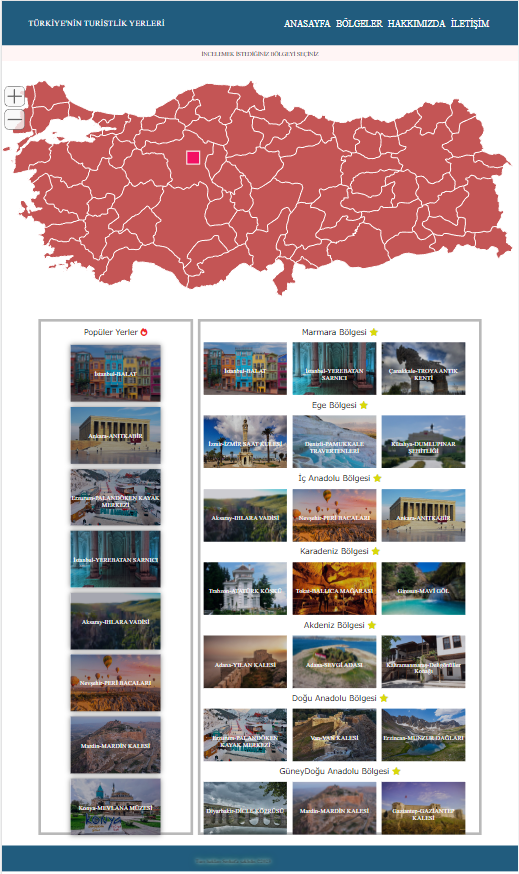 TÜRKİYE'NİN TURİSTLİK YERLERİ
ANASAYFA BÖLGELER HAKKIMIZDA İLETİŞİM
İNCELEMEK İSTEDİĞİNİZ BÖLGEYİ SEÇİNİZ
Popüler Yerler
İstanbul-BALAT
Ankara-ANITKABİR
Erzurum-PALANDÖKEN KAYAK
MERKEZİ
İstanbul-YEREBATAN SARNICI
Aksaray-IHLARA VADİSİ
Nevşehir-PERİ BACALARI
Mardin-MARDİN KALESİ
Konya-MEVLANA MÜZESİ
Marmara Bölgesi
İstanbul-BALAT
İstanbul-YEREBATAN
SARNICI
Çanakkale-TROYA ANTİK
KENTİ
Ege Bölgesi
İzmir-İZMİR SAAT KULESİ
Denizli-PAMUKKALE
TRAVERTENLERİ
Kütahya-DUMLUPINAR
ŞEHİTLİĞİ
İç Anadolu Bölgesi
Aksaray-IHLARA VADİSİ
Nevşehir-PERİ BACALARI
Ankara-ANITKABİR
Karadeniz Bölgesi
Trabzon-ATATÜRK KÖŞKÜ
Tokat-BALLICA MAĞARASI
Giresun-MAVİ GÖL
Akdeniz Bölgesi
Adana-YILAN KALESİ
Adana-SEVGİ ADASI
Kahramanmaraş-Dedeoğulları
Konağı
Doğu Anadolu Bölgesi
Erzurum-PALANDÖKEN
KAYAK MERKEZİ
Van-VAN KALESİ
Erzincan-MUNZUR DAĞLARI
GüneyDoğu Anadolu Bölgesi
Diyarbakır-DİCLE KÖPRÜSÜ
Mardin-MARDİN KALESİ
Gaziantep-GAZİANTEP
KALESİ